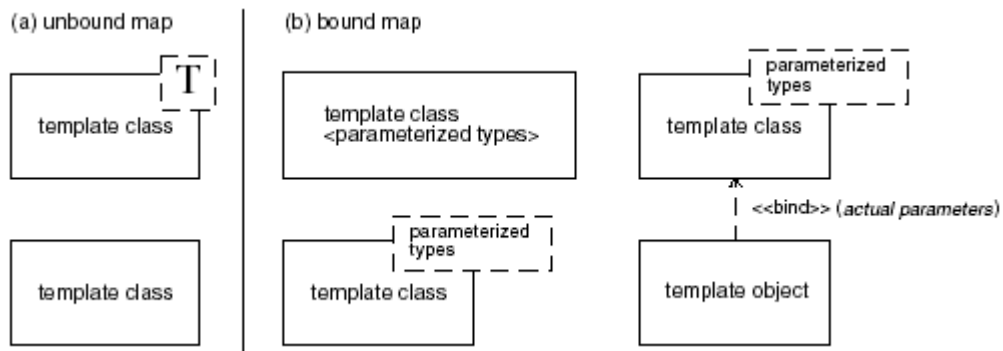 (a) unbound map
T
template class
template class
(b) bound map
template class
<parameterized types>
parameterized
types
template class
parameterized
types
template class
<<bind>> (actual parameters)
template object